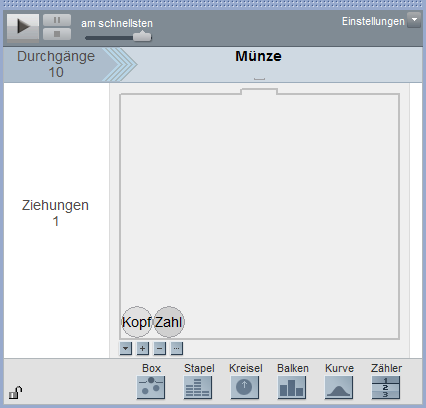 am schnellsten
Einstellungen
Durchgänge
10
Münze
Ziehungen
1
Kopf Zahl
Box Stapel Kreisel Balken Kurve Zähler
1
2
3